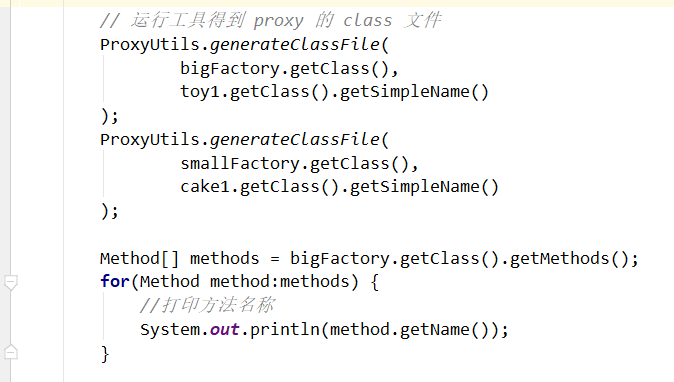 // 运行工具得到 proxy 的 class 文件
ProxyUtils.generateClassFile(
bigFactory.getClass(),
toy1.getClass().getSimpleName()
);
ProxyUtils.generateClassFile(
smallFactory.getClass(),
cake1.getClass().getSimpleName()
);
Method[] methods = bigFactory.getClass().getMethods();
for(Method method:methods) {
//打印方法名称
System.out.println(method.getName());
}